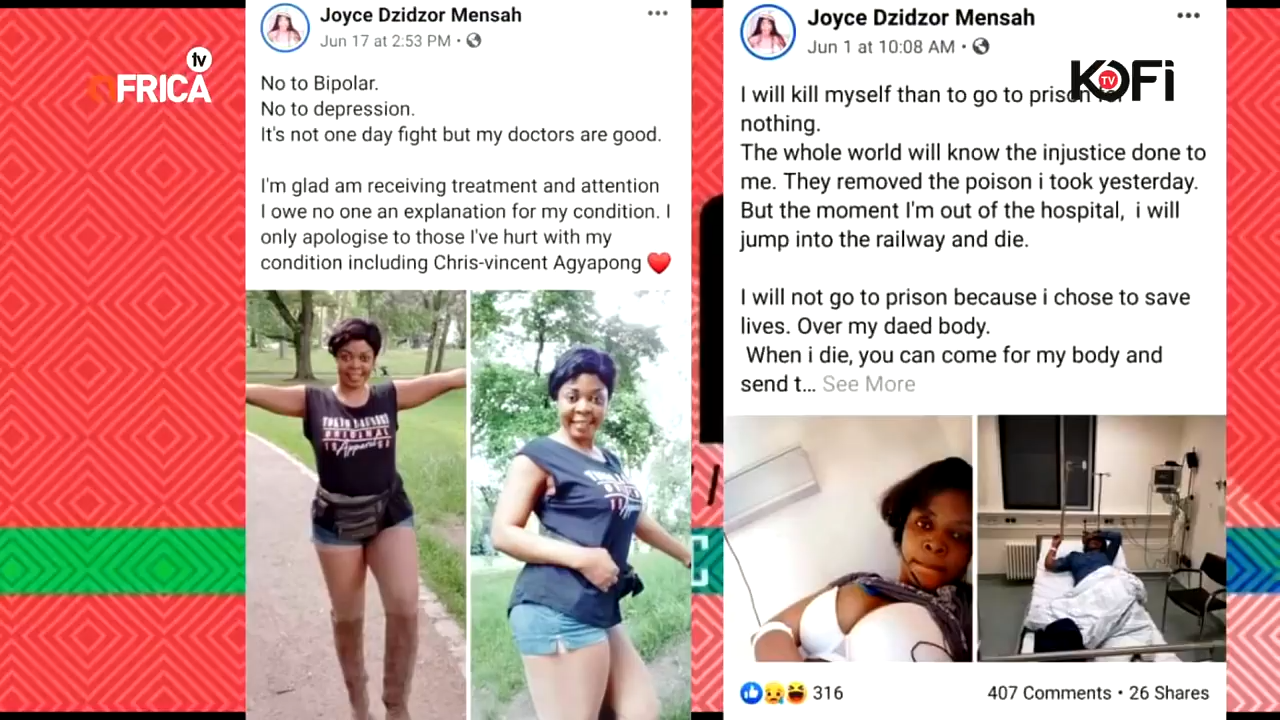 tv
FRICA
Joyce Dzidzor Mensah
Jun 17 at 2:53 PM
No to Bipolar.
No to depression.
It's not one day fight but my doctors are good.
I'm glad am receiving treatment and attention
I owe no one an explanation for my condition. I
only apologise to those I've hurt with my
condition including Chris-vincent Agyapong ❤️
ORIGINAL
Apparel
Joyce Dzidzor Mensah
Jun 1 at 10:08 AM
KOFi
TV
I will kill myself than to go to prison for
nothing.
The whole world will know the injustice done to
me. They removed the poison i took yesterday.
But the moment I'm out of the hospital, i will
jump into the railway and die.
I will not go to prison because i chose to save
lives. Over my daed body.
When i die, you can come for my body and
send t... See More
316
407 Comments • 26 Shares